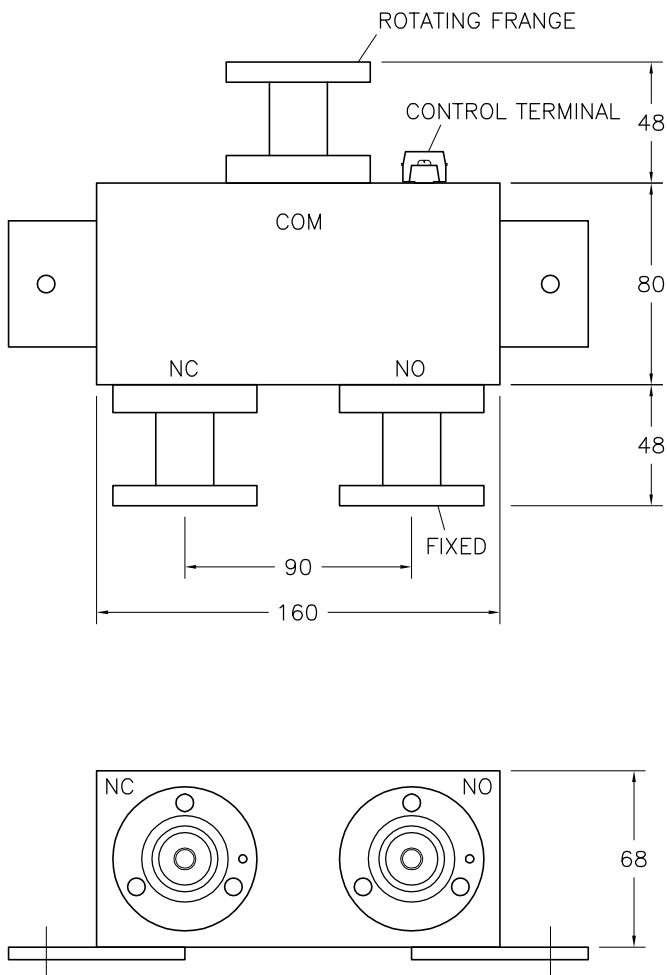 ROTATING FRANGE
CONTROL TERMINAL
48
COM
80
NC NO
48
FIXED
90
160
NC NO
68